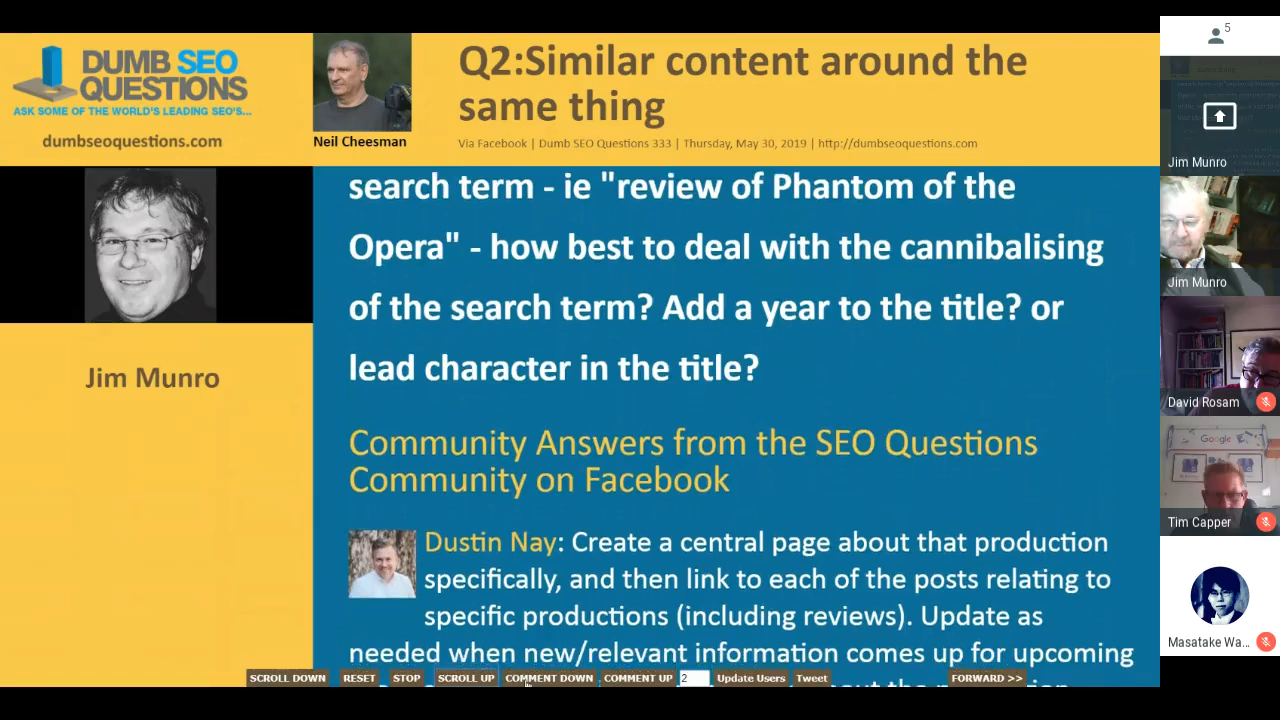 DUMB SEO
QUESTIONS
ASK SOME OF THE WORLD'S LEADING SEO'S...
dumbseoquestions.com
Neil Cheesman
Q2:Similar content around the
same thing
Via Facebook | Dumb SEO Questions 333 | Thursday, May 30, 2019 | http://dumbseoquestions.com
Jim Munro
search term - ie "review of Phantom of the
Opera" - how best to deal with the cannibalising
of the search term? Add a year to the title? or
lead character in the title?
Community Answers from the SEO Questions
Community on Facebook
Dustin Nay: Create a central page about that production
specifically, and then link to each of the posts relating to
specific productions (including reviews). Update as
needed when new/relevant information comes up for upcoming
SCROLL DOWN RESET STOP SCROLL UP COMMENT DOWN COMMENT UP 2 Update Users Tweet FORWARD >>
5
Jim Munro
Jim Munro
David Rosam
Google
Tim Capper
Masatake Wa...